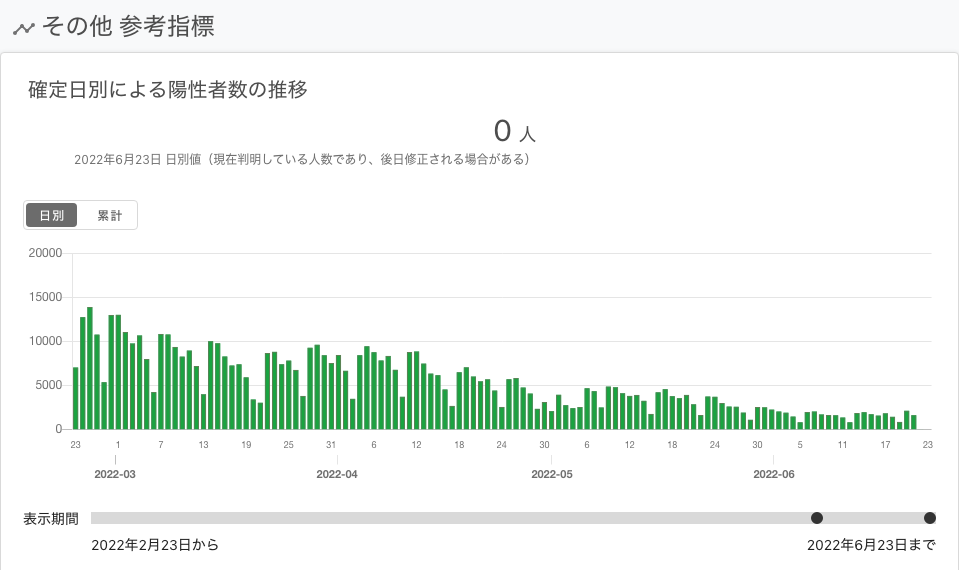 その他 参考指標
確定日別による陽性者数の推移
0 人
2022年6月23日 日別値（現在判明している人数であり、後日修正される場合がある）
日別 累計
20000
15000
10000
5000
0
23 1 7 13 19 25 31 6 12 18 24 30 6 12 18 24 30 5 11 17 23
2022-03 2022-04 2022-05 2022-06
表示期間
2022年2月23日から 2022年6月23日まで